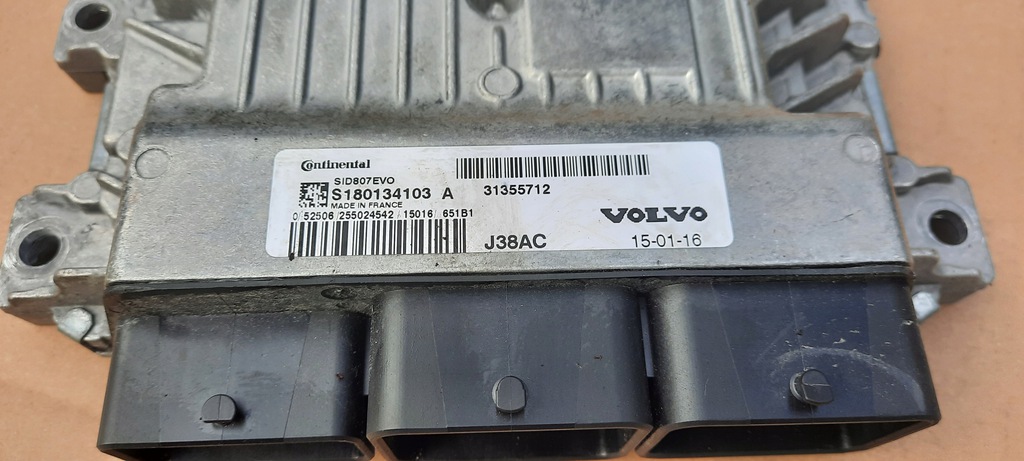 Continental
SID807EVO
S180134103 A
MADE IN FRANCE
0/52506/255024542/15016/651B1
31355712
VOLVO
J38AC
15-01-16